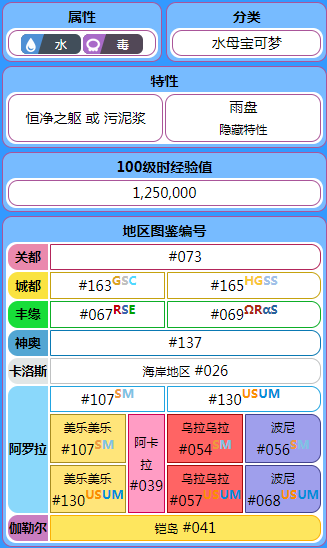 属性 分类
水 毒 水母宝可梦
特性
恒净之躯 或 污泥浆 雨盘
隐藏特性
100级时经验值
1,250,000
地区图鉴编号
关都 #073
城都 #163GSC #165HGSS
丰缘 #067RSE #069ΩRαS
神奥 #137
卡洛斯 海岸地区 #026
阿罗拉 #107SM #130USUM
美乐美乐
#107SM
阿卡
拉
#039
乌拉乌拉
#054SM
波尼
#056SM
美乐美乐
#130USUM
乌拉乌拉
#057USUM
波尼
#068USUM
伽勒尔 铠岛 #041